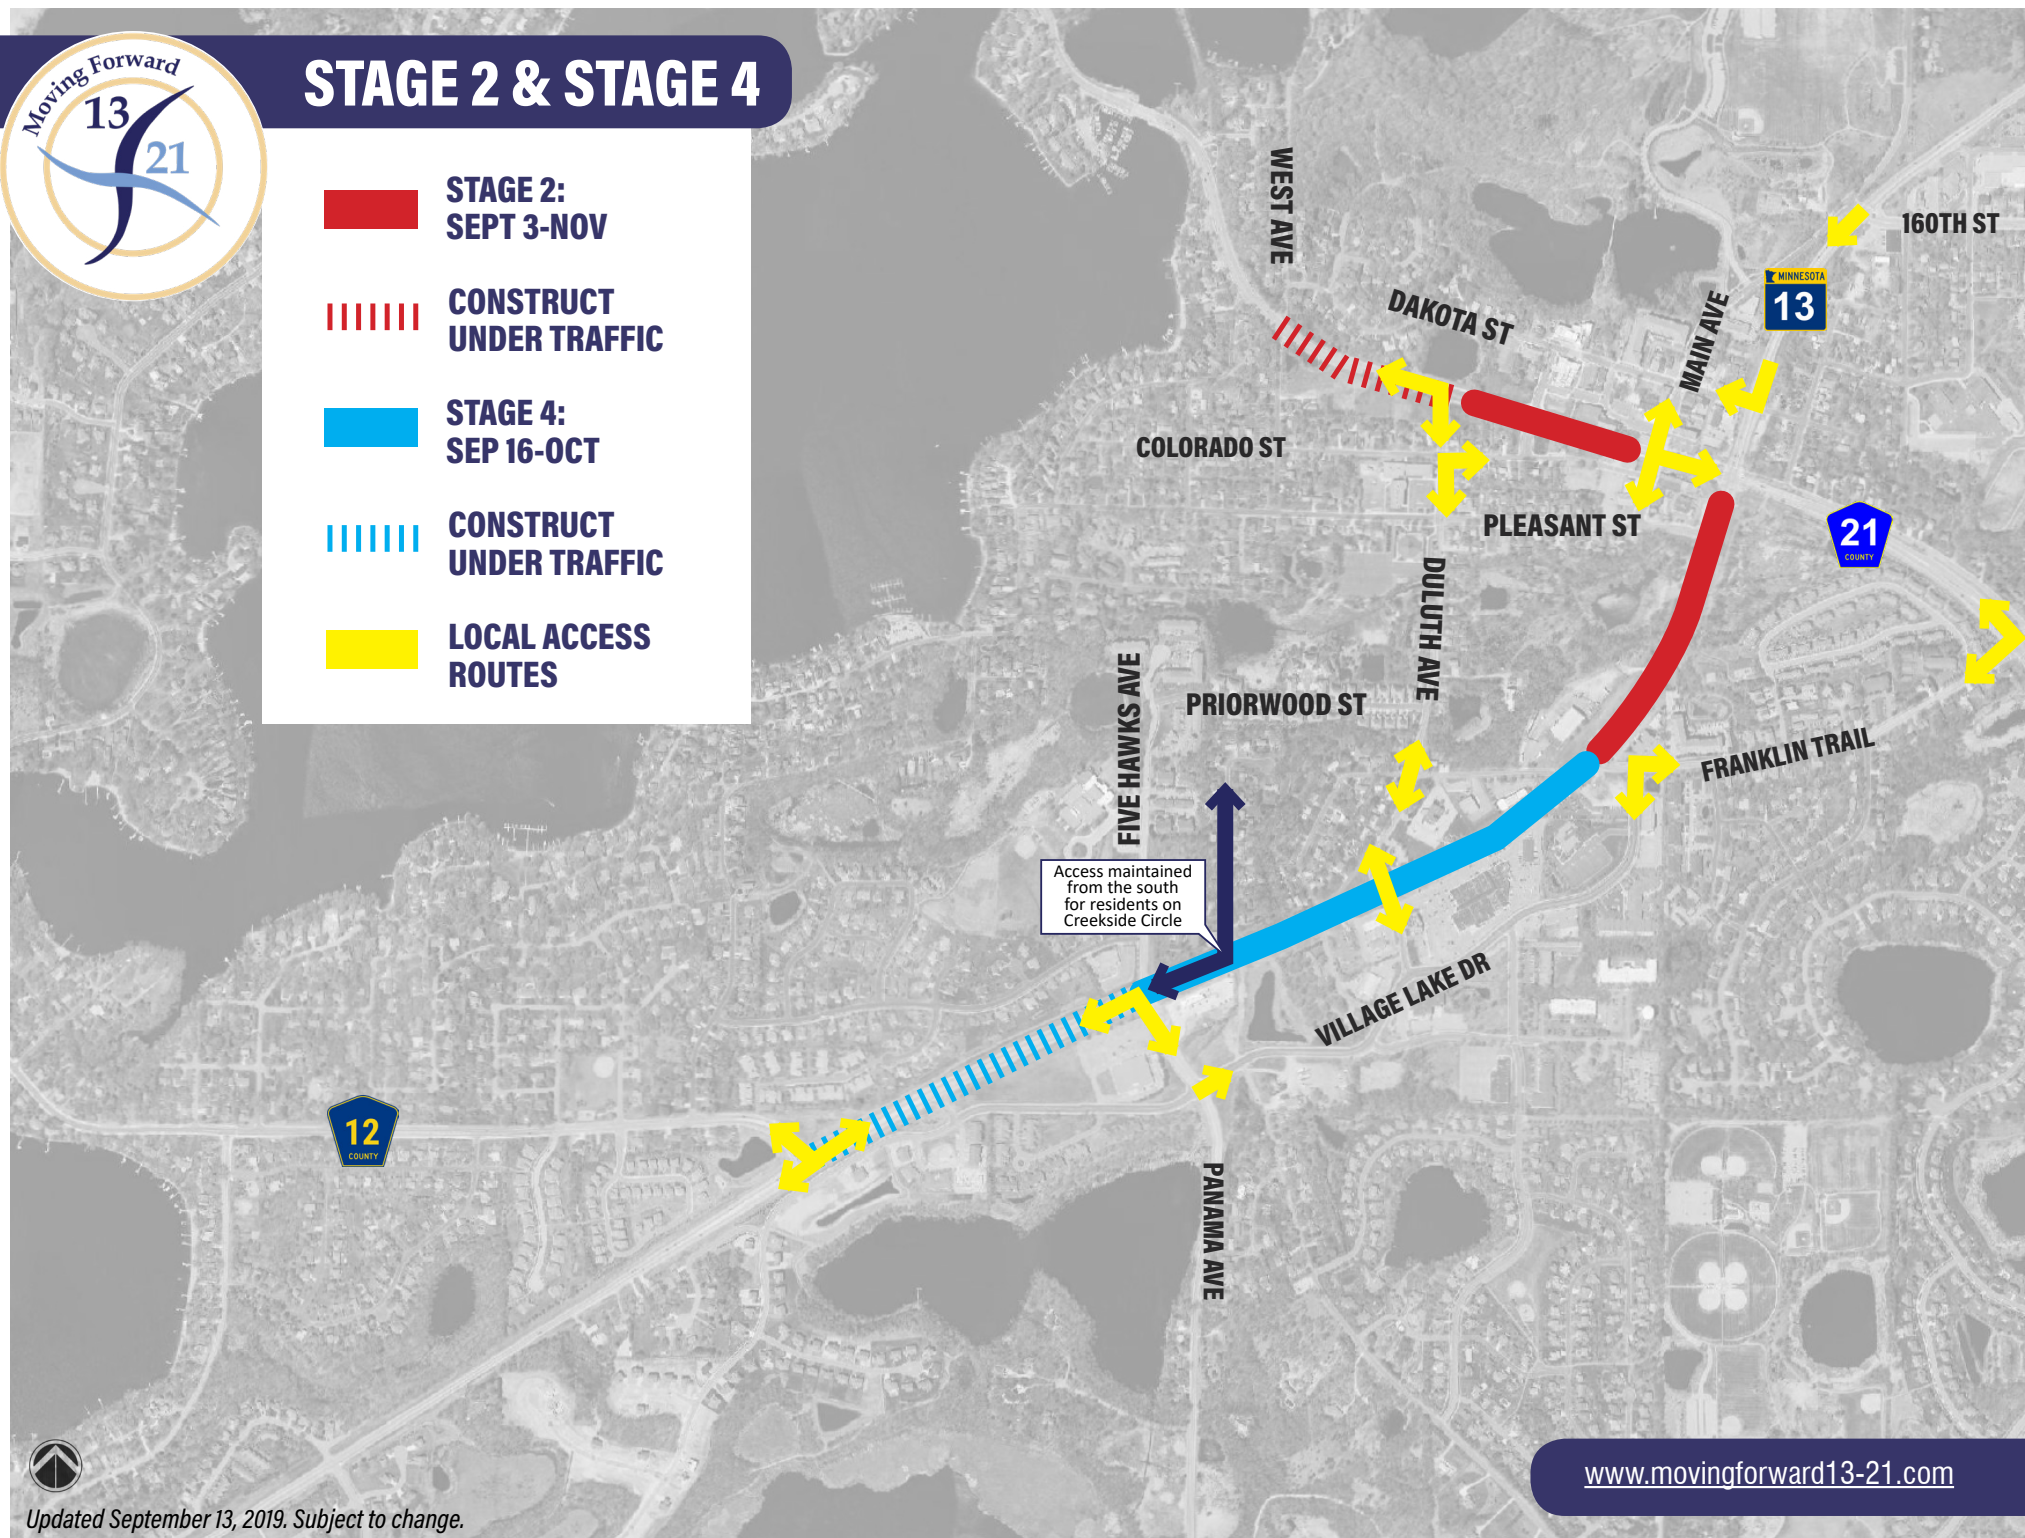 Moving Forward
13
21
STAGE 2 & STAGE 4
STAGE 2:
SEPT 3-NOV
CONSTRUCT
UNDER TRAFFIC
STAGE 4:
SEP 16-OCT
CONSTRUCT
UNDER TRAFFIC
LOCAL ACCESS
ROUTES
WEST AVE
160TH ST
MINNESOTA
13
DAKOTA ST
MAIN AVE
COLORADO ST
PLEASANT ST
21
COUNTY
DULUTH AVE
FIVE HAWKS AVE
PRIORWOOD ST
FRANKLIN TRAIL
Access maintained
from the south
for residents on
Creekside Circle
VILLAGE LAKE DR
12
COUNTY
PANAMA AVE
www.movingforward13-21.com
Updated September 13, 2019. Subject to change.